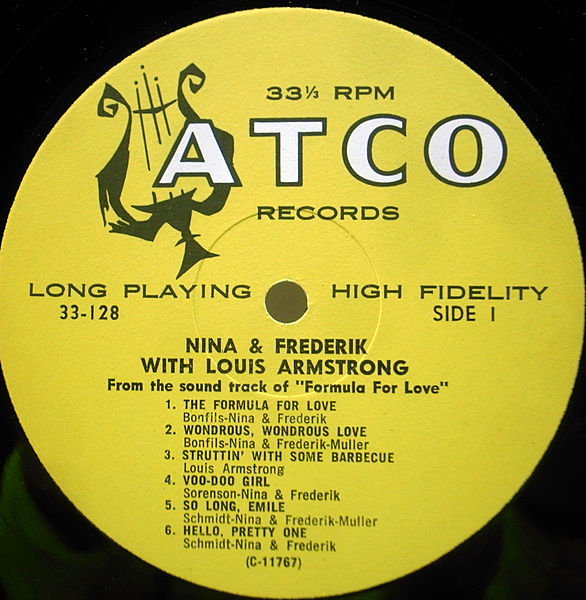 33⅓ RPM
ATCO
RECORDS
LONG PLAYING HIGH FIDELITY
33-128 SIDE 1
NINA & FREDERIK
WITH LOUIS ARMSTRONG
From the sound track of "Formula For Love"
1. THE FORMULA FOR LOVE
Bonfils-Nina & Frederik
2. WONDROUS, WONDROUS LOVE
Bonfils-Nina & Frederik-Muller
3. STRUTTIN' WITH SOME BARBECUE
Louis Armstrong
4. VOO-DOO GIRL
Sorenson-Nina & Frederik
5. SO LONG, EMILE
Schmidt-Nina & Frederik-Muller
6. HELLO, PRETTY ONE
Schmidt-Nina & Frederik
(C-11767)